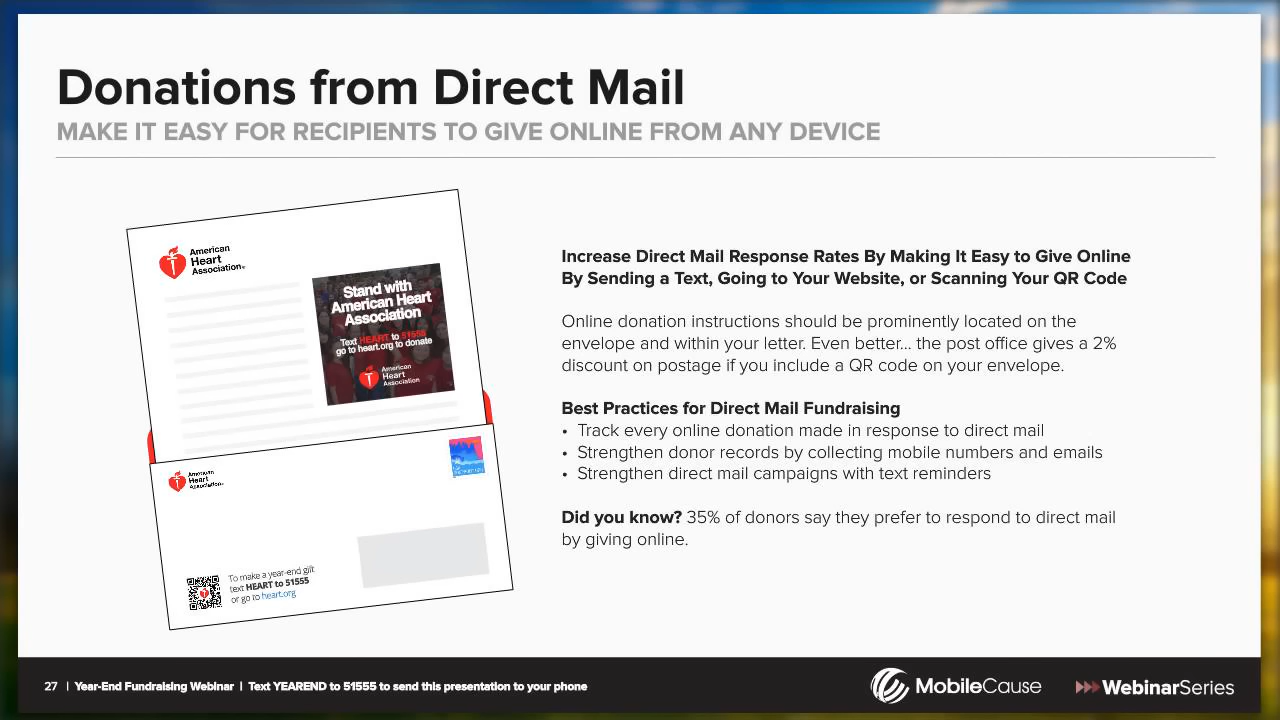 Donations from Direct Mail
MAKE IT EASY FOR RECIPIENTS TO GIVE ONLINE FROM ANY DEVICE
American
Heart
Association®
Stand with
American Heart
Association
Text HEART to 51555
go to heart.org to donate
American
Heart
Association
American
Heart
Association®
To make a year-end gift
text HEART to 51555
or go to heart.org
Increase Direct Mail Response Rates By Making It Easy to Give Online
By Sending a Text, Going to Your Website, or Scanning Your QR Code
Online donation instructions should be prominently located on the
envelope and within your letter. Even better... the post office gives a 2%
discount on postage if you include a QR code on your envelope.
Best Practices for Direct Mail Fundraising
• Track every online donation made in response to direct mail
• Strengthen donor records by collecting mobile numbers and emails
• Strengthen direct mail campaigns with text reminders
Did you know? 35% of donors say they prefer to respond to direct mail
by giving online.
27 | Year-End Fundraising Webinar | Text YEAREND to 51555 to send this presentation to your phone
MobileCause
WebinarSeries